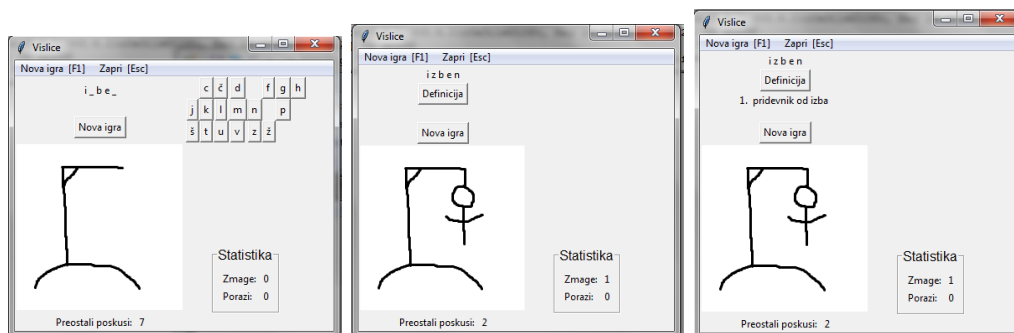 Vislice
Nova igra [F1] Zapri [Esc]
i _ b e _
c č d f g h
j k l m n p
š t u v z ž
Nova igra
Statistika
Zmage: 0
Porazi: 0
Preostali poskusi: 7
Vislice
Nova igra [F1] Zapri [Esc]
i z b e n
Definicija
Nova igra
Statistika
Zmage: 1
Porazi: 0
Preostali poskusi: 2
Vislice
Nova igra [F1] Zapri [Esc]
i z b e n
Definicija
1. pridevnik od izba
Nova igra
Statistika
Zmage: 1
Porazi: 0
Preostali poskusi: 2